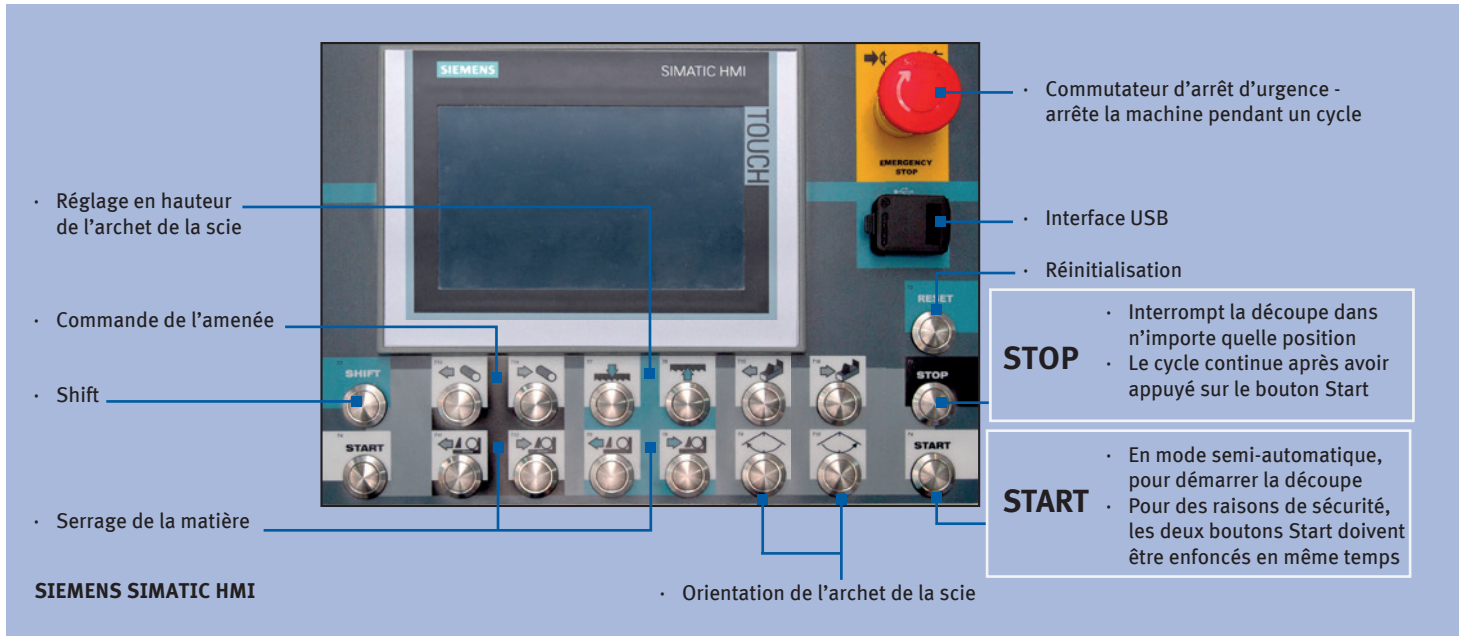 SIEMENS
SIMATIC HMI
TOUCH
EMERGENCY
STOP
· Commutateur d'arrêt d'urgence -
arrête la machine pendant un cycle
· Réglage en hauteur
de l'archet de la scie
· Interface USB
· Réinitialisation
RESET
· Commande de l'amenée
STOP
· Interrompt la découpe dans
n'importe quelle position
· Le cycle continue après avoir
appuyé sur le bouton Start
· Shift
SHIFT
STOP
START
START
START
· En mode semi-automatique,
pour démarrer la découpe
· Pour des raisons de sécurité,
les deux boutons Start doivent
être enfoncés en même temps
· Serrage de la matière
SIEMENS SIMATIC HMI
· Orientation de l'archet de la scie